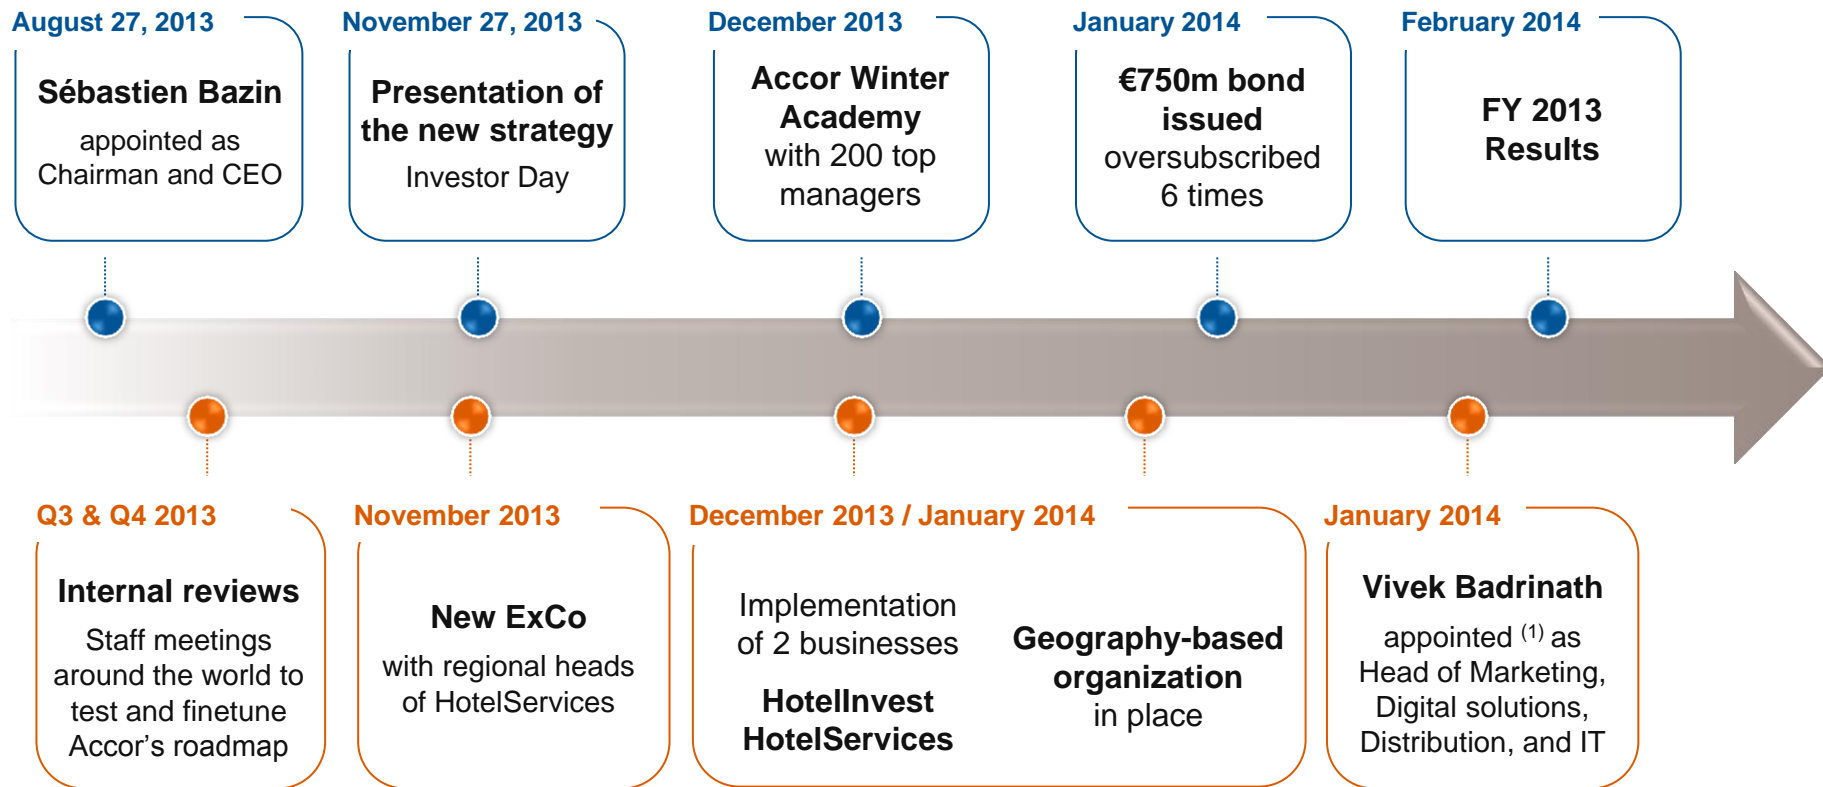 August 27, 2013
Sébastien Bazin
appointed as
Chairman and CEO
November 27, 2013
Presentation of
the new strategy
Investor Day
December 2013
Accor Winter
Academy
with 200 top
managers
January 2014
€750m bond
issued
oversubscribed
6 times
February 2014
FY 2013
Results
Q3 & Q4 2013
Internal reviews
Staff meetings
around the world to
test and finetune
Accor’s roadmap
November 2013
New ExCo
with regional heads
of HotelServices
December 2013 / January 2014
Implementation
of 2 businesses
HotelInvest
HotelServices
Geography-based
organization
in place
January 2014
Vivek Badrinath
appointed (1) as
Head of Marketing,
Digital solutions,
Distribution, and IT